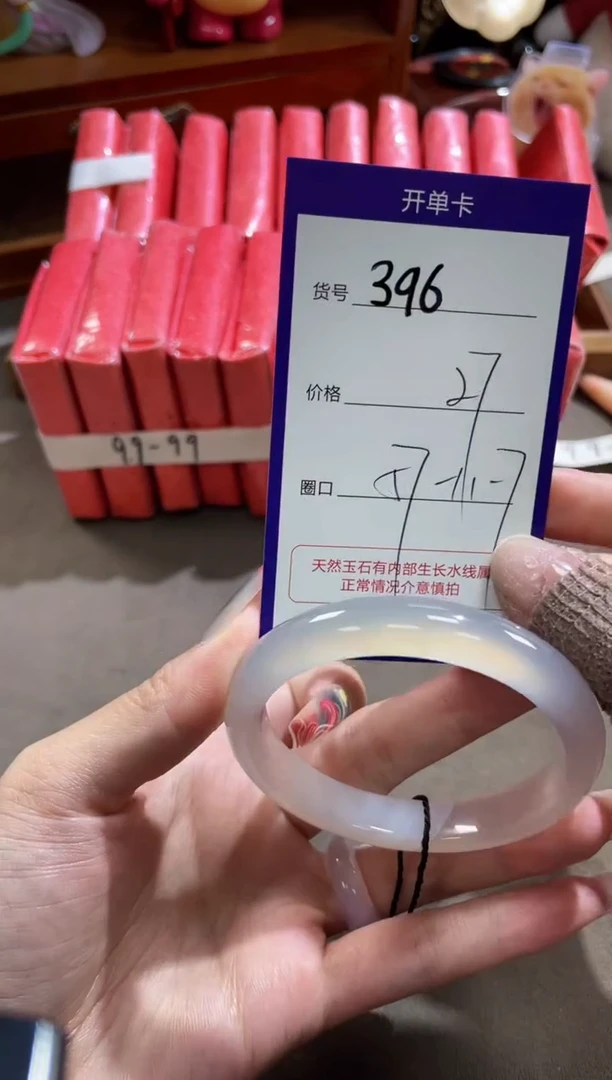 开单卡
货号 396
价格 27
圈口
天然玉石有内部生长水线属
正常情况介意慎拍
99-99